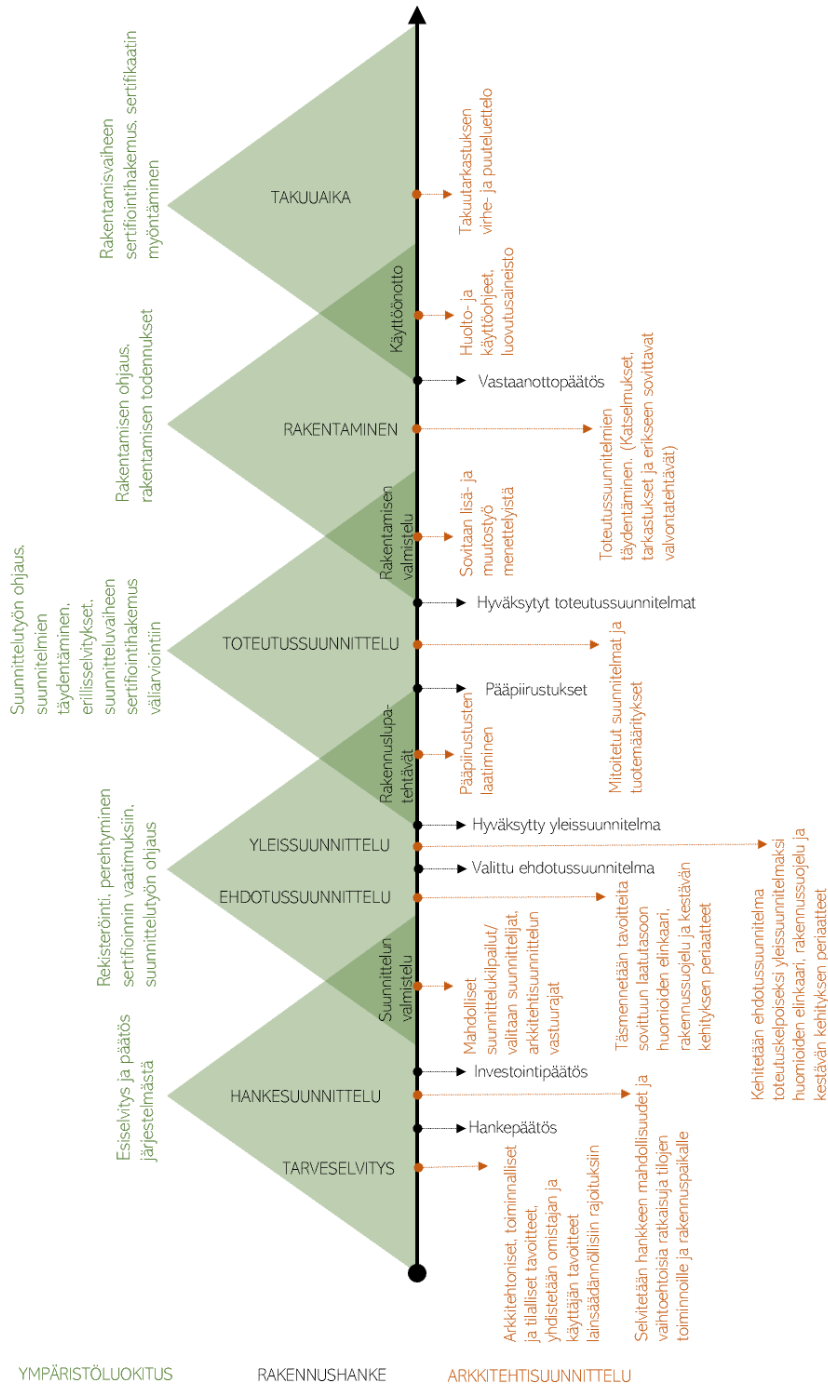 YMPÄRISTÖLUOKITUS
Esiselvitys ja päätös
järjestelmästä
Rekisteröinti, perehtyminen
sertifioinnin vaatimuksiin,
suunnittelutyön ohjaus
Suunnittelutyön ohjaus,
suunnitelmien
täydentäminen,
erillisselvitykset,
suunnitteluvaiheen
sertifiointihakemus
väliarviointiin
Rakentamisen ohjaus,
rakentamisen todennukset
Rakentamisvaiheen
sertifiointihakemus, sertifikaatin
myöntäminen
RAKENNUSHANKE
TARVESELVITYS
HANKESUUNNITTELU
Suunnittelun
valmistelu
EHDOTUSSUUNNITTELU
YLEISSUUNNITTELU
Rakennuslupa-
tehtävät
TOTEUTUSSUUNNITTELU
Rakentamisen
valmistelu
RAKENTAMINEN
Käyttöönotto
TAKUUAIKA
Hankepäätös
Investointipäätös
Valittu ehdotussuunnitelma
Hyväksytty yleissuunnitelma
Pääpiirustukset
Hyväksytyt toteutussuunnitelmat
Vastaanottopäätös
ARKKITEHTISUUNNITTELU
Arkkitehtoniset, toiminnalliset
ja tilalliset tavoitteet,
yhdistetään omistajan ja
käyttäjän tavoitteet
lainsäädännöllisiin rajoituksiin
Selvitetään hankkeen mahdollisuudet ja
vaihtoehtoisia ratkaisuja tilojen
toiminnoille ja rakennuspaikalle
Mahdolliset
suunnittelukilpailut/
valitaan suunnittelijat,
arkkitehtisuunnittelun
vastuurajat
Täsmennetään tavoitteita
sovittuun laatutasoon
huomioiden elinkaari,
rakennussuojelu ja kestävän
kehityksen periaatteet
Kehitetään ehdotussuunnitelma
toteutuskelpoiseksi yleissuunnitelmaksi
huomioiden elinkaari, rakennussuojelu ja
kestävän kehityksen periaatteet
Pääpiirustusten
laatiminen
Mitoitetut suunnitelmat ja
tuotemääritykset
Sovitaan lisä- ja
muutostyö
menettelyistä
Toteutussuunnitelmien
täydentäminen. (Katselmukset,
tarkastukset ja erikseen sovittavat
valvontatehtävät)
Huolto- ja
käyttöohjeet,
luovutusaineisto
Takuutarkastuksen
virhe- ja puuteluettelo